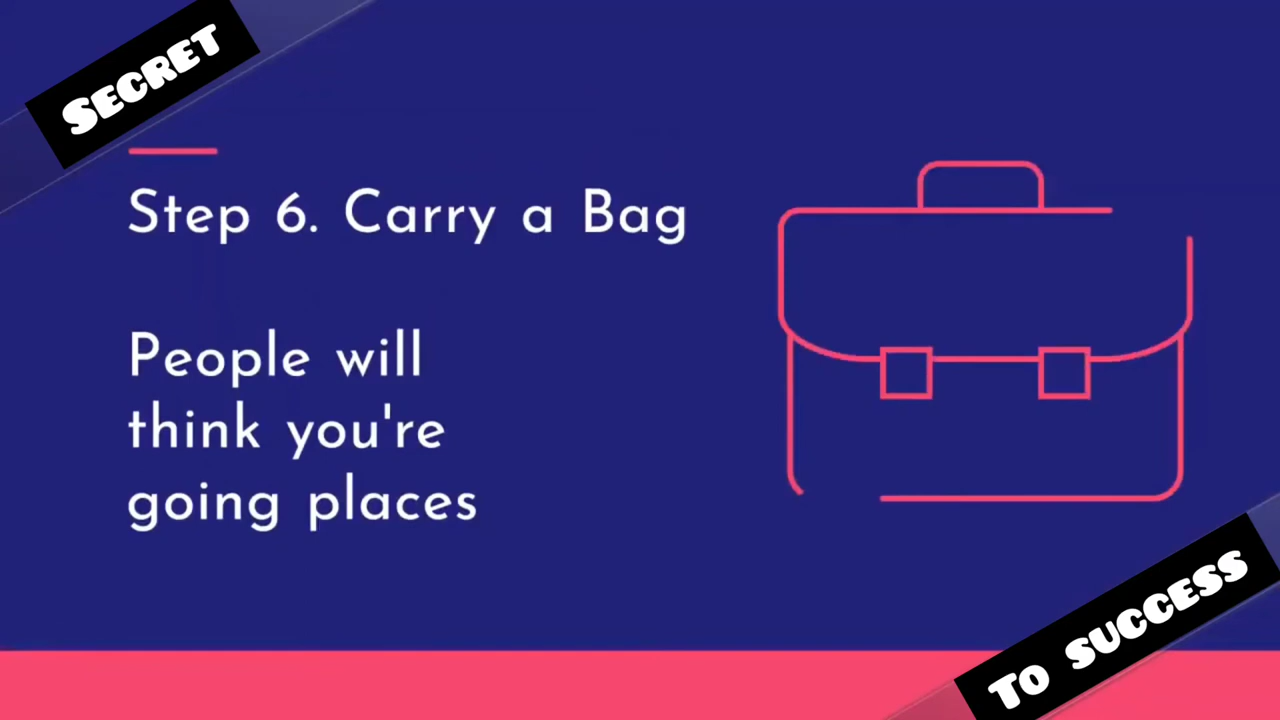 SECRET
Step 6. Carry a Bag
People will
think you're
going places
To SUCCESS